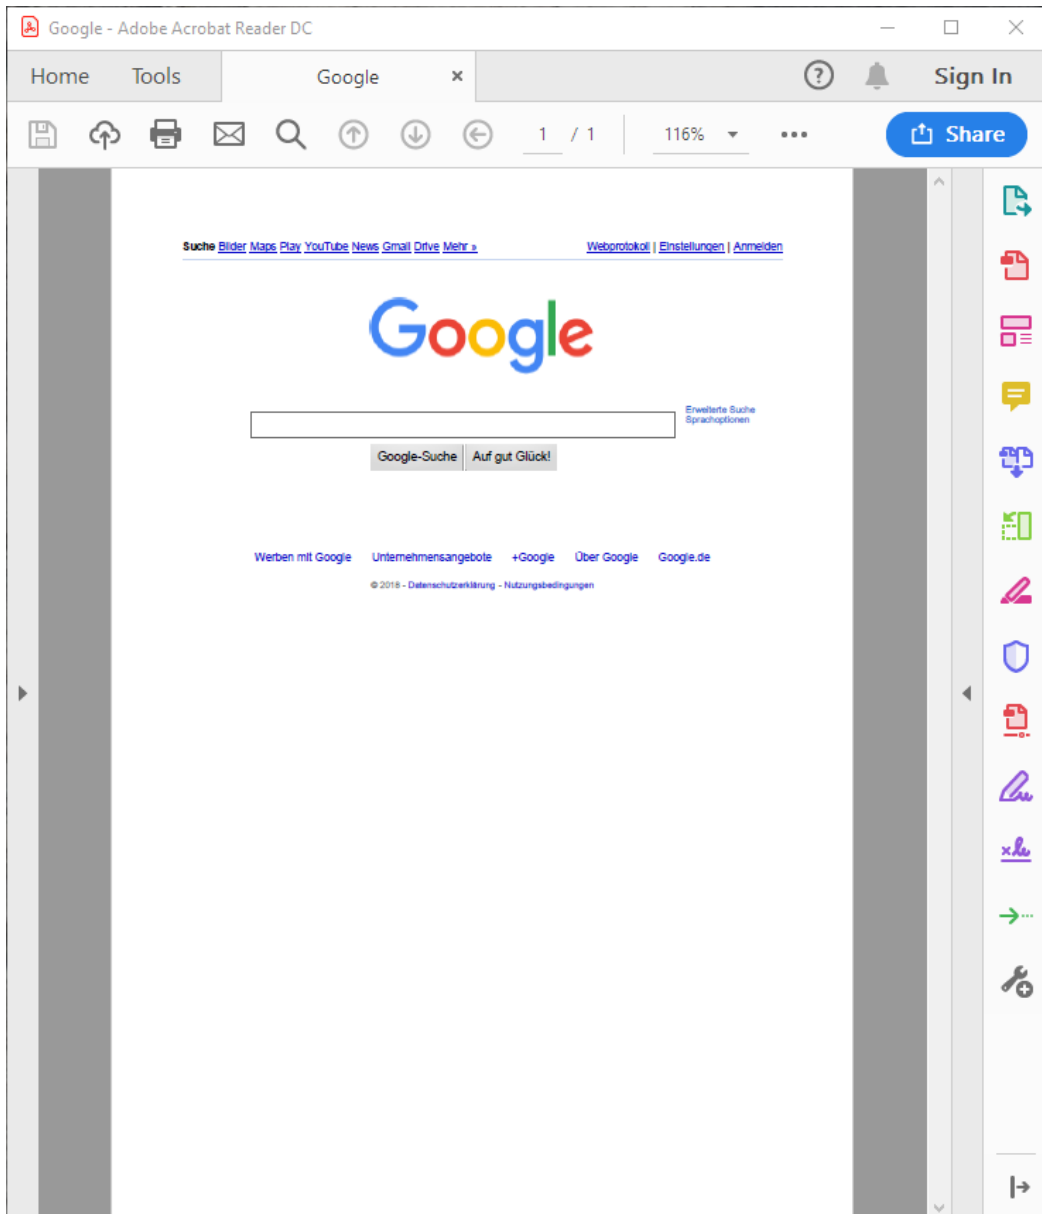 Google - Adobe Acrobat Reader DC
Home Tools Google Sign In
1 / 1 116% Share
Suche Bilder Maps Play YouTube News Gmail Drive Mehr » Webprotokoll | Einstellungen | Anmelden
Google
Erweiterte Suche
Sprachoptionen
Google-Suche Auf gut Glück!
Werben mit Google Unternehmensangebote +Google Über Google Google.de
© 2018 - Datenschutzerklärung - Nutzungsbedingungen